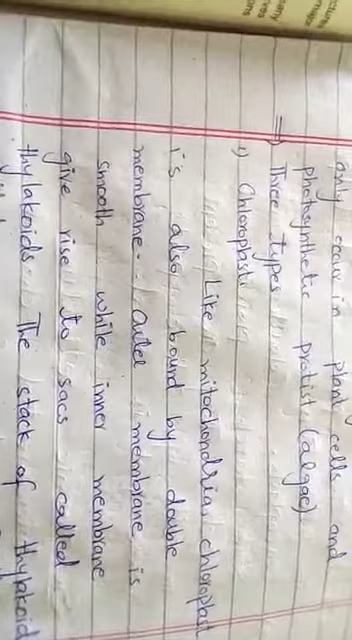 only occur in plant cells and
photosynthetic protist (algae)
⇒ Three types
1) Chloroplast:
Like mitochondria, chloroplast
is also bound by double
membrane. Outer membrane is
smooth while inner membrane
give rise to sacs called
thylakoids. The stack of thylakoid